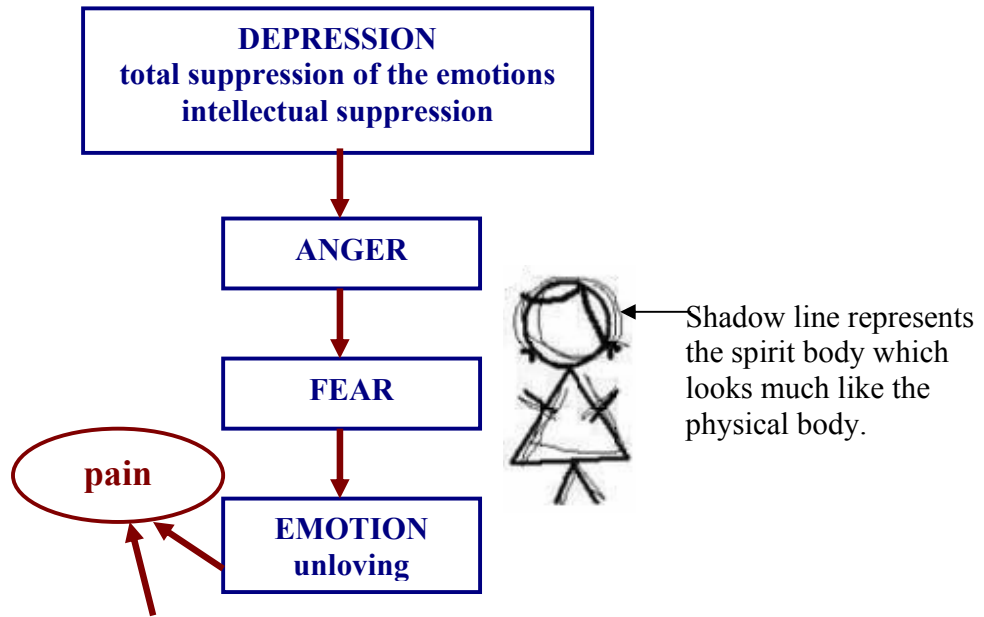 DEPRESSION
total suppression of the emotions
intellectual suppression
ANGER
FEAR
Shadow line represents
the spirit body which
looks much like the
physical body.
pain
EMOTION
unloving